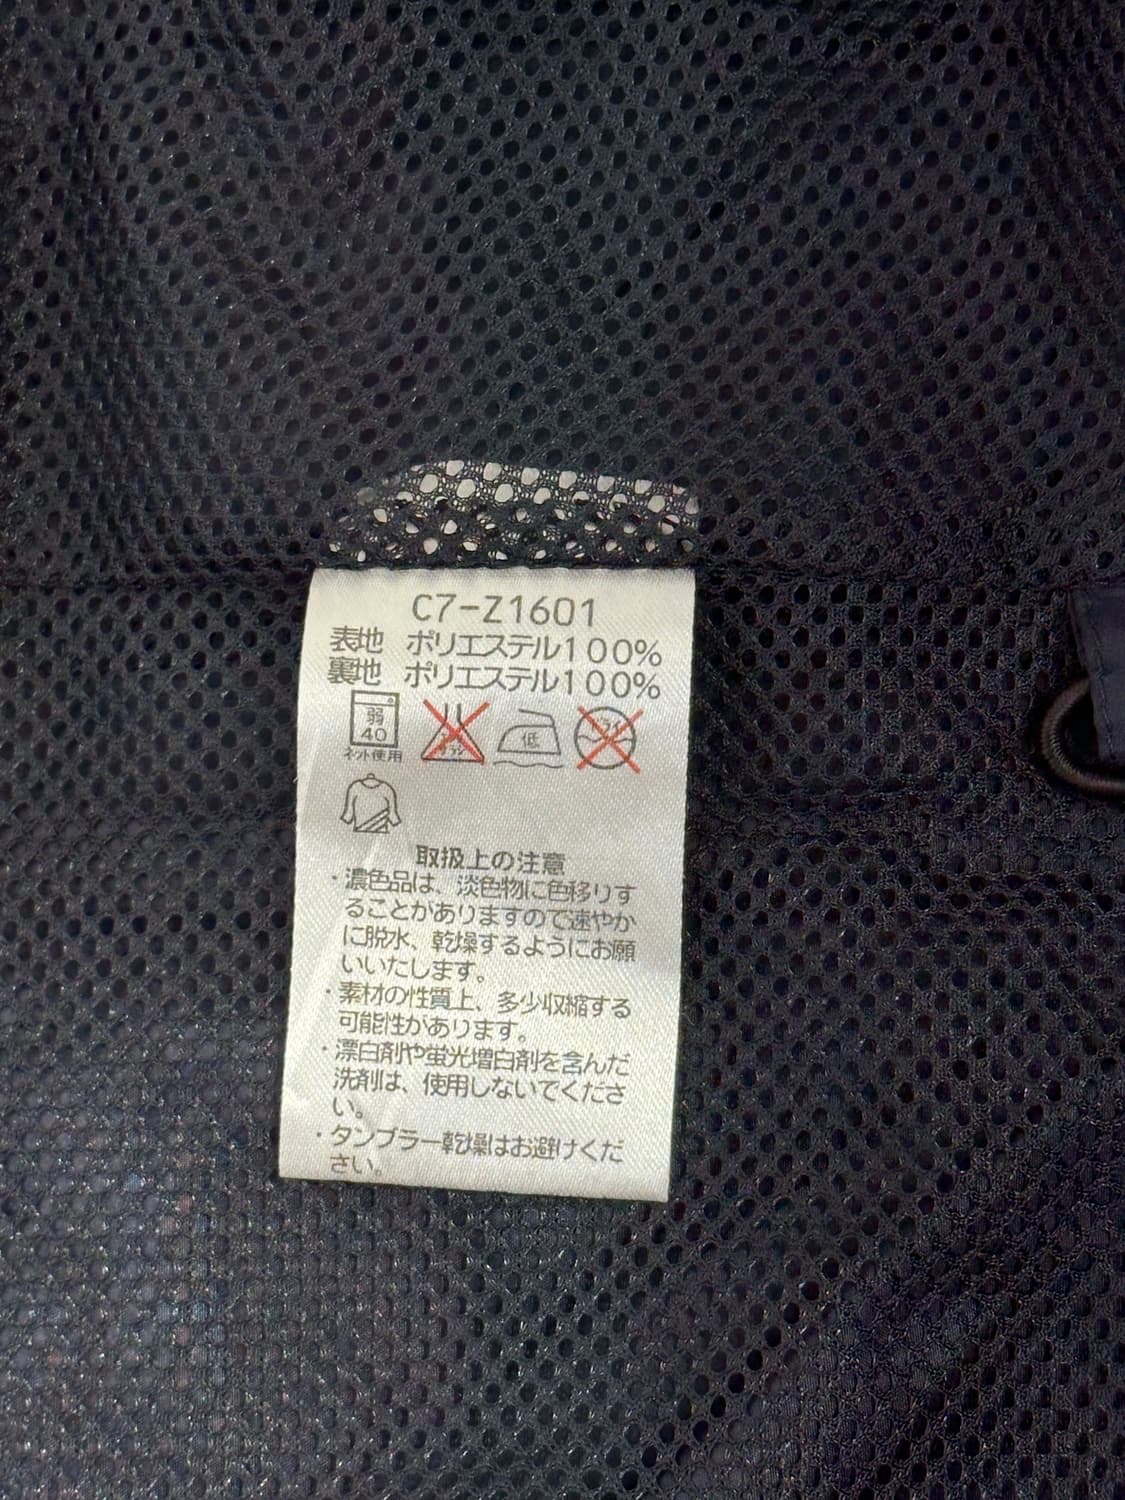 C7-Z1601
表地 ポリエステル100%
裏地 ポリエステル100%
弱
40
ネット使用
低
取扱上の注意
・濃色品は、淡色物に色移りす
ることがありますので速やか
に脱水、乾燥するようにお願
いいたします。
・素材の性質上、多少収縮する
可能性があります。
・漂白剤や蛍光増白剤を含んだ
洗剤は、使用しないでくださ
い。
・タンブラー乾燥はお避けくだ
さい。